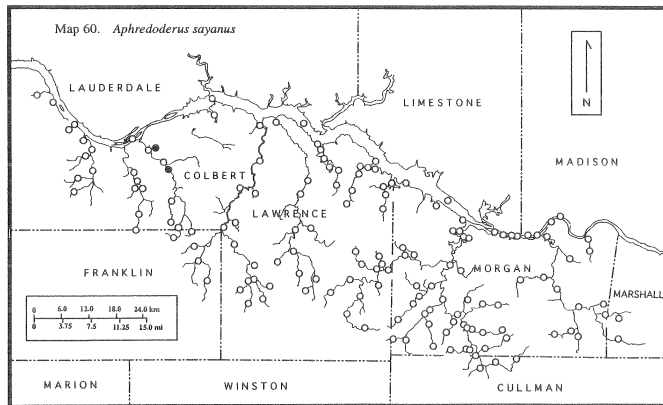 Map 60. Aphredoderus sayanus
LAUDERDALE
LIMESTONE
N
MADISON
COLBERT
LAWRENCE
FRANKLIN
MORGAN
MARSHALL
0 6.0 12.0 18.0 24.0 km
0 3.75 7.5 11.25 15.0 mi
MARION
WINSTON
CULLMAN